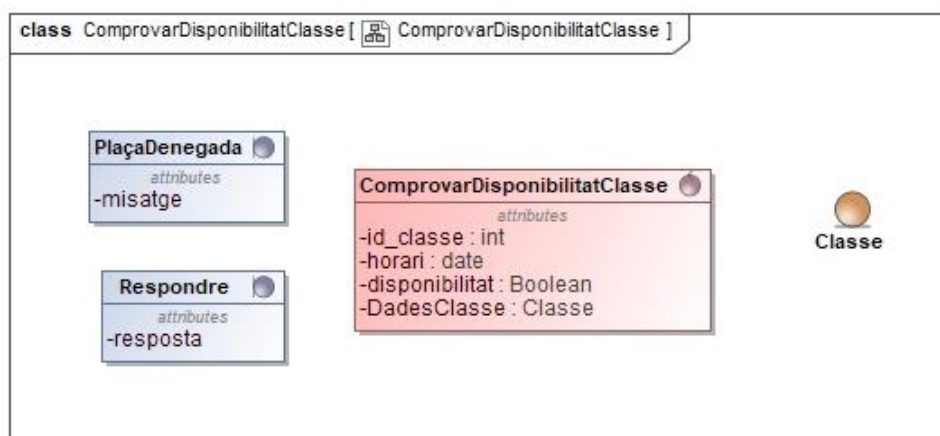 class ComprovarDisponibilitatClasse [ ComprovarDisponibilitatClasse ]
PlaçaDenegada
attributes
-misatge
Respondre
attributes
-resposta
ComprovarDisponibilitatClasse
attributes
-id_classe : int
-horari : date
-disponibilitat : Boolean
-DadesClasse : Classe
Classe